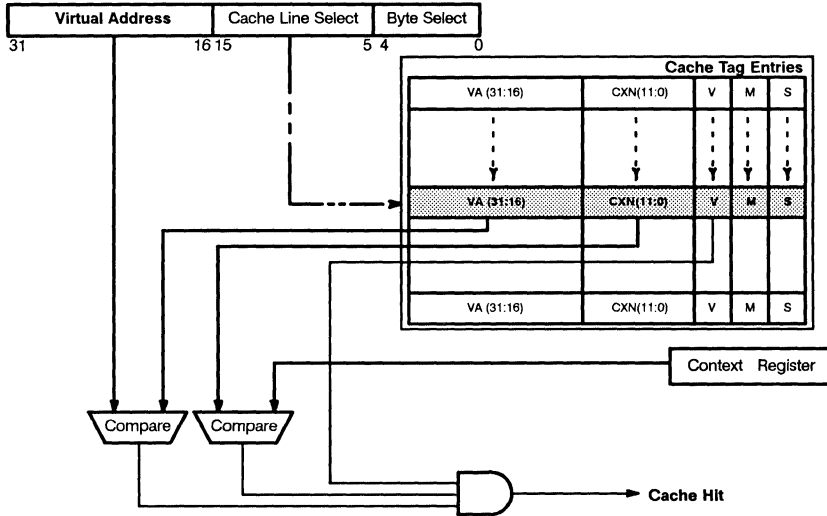 Virtual Address Cache Line Select Byte Select
31 16 15 5 4 0
Cache Tag Entries
VA (31:16) CXN(11:0) V M S
VA (31:16) CXN(11:0) V M S
VA (31:16) CXN(11:0) V M S
Context Register
Compare Compare
Cache Hit